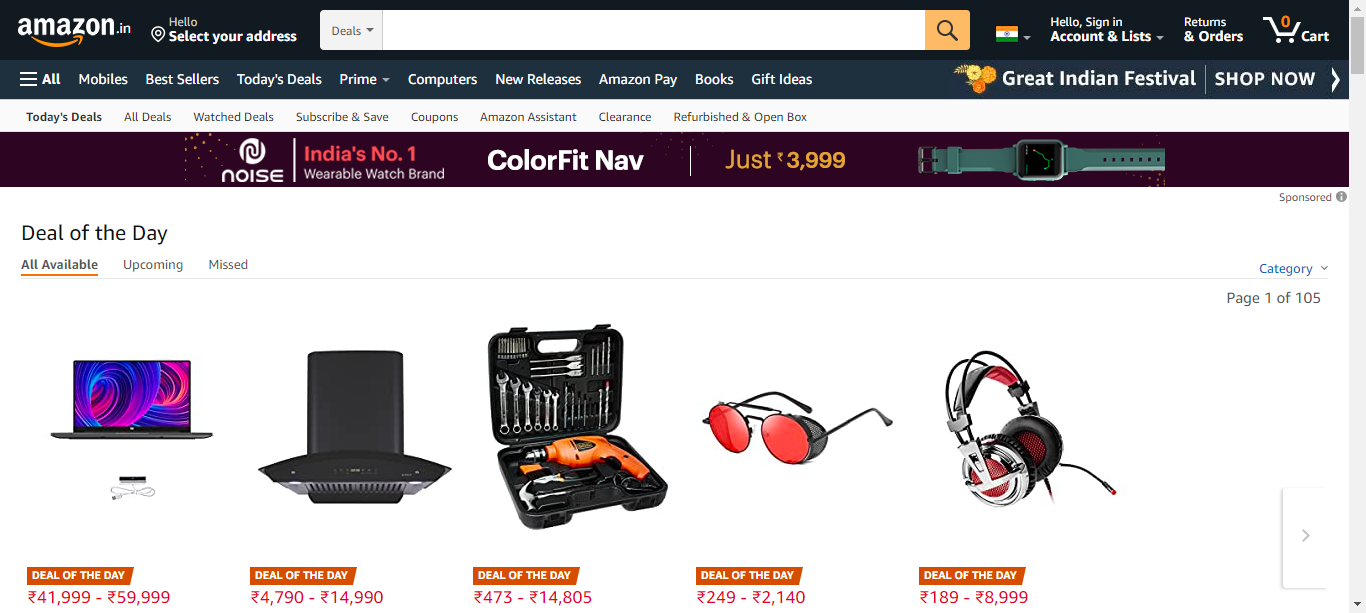 amazon.in
Hello
Select your address
Deals
Hello, Sign in
Account & Lists
Returns
& Orders
0
Cart
All
Mobiles
Best Sellers
Today's Deals
Prime
Computers
New Releases
Amazon Pay
Books
Gift Ideas
Great Indian Festival
SHOP NOW
Today's Deals
All Deals
Watched Deals
Subscribe & Save
Coupons
Amazon Assistant
Clearance
Refurbished & Open Box
noise
India's No. 1
Wearable Watch Brand
ColorFit Nav
Just ₹3,999
Sponsored
Deal of the Day
All Available
Upcoming
Missed
Category
Page 1 of 105
DEAL OF THE DAY
₹41,999 - ₹59,999
DEAL OF THE DAY
₹4,790 - ₹14,990
DEAL OF THE DAY
₹473 - ₹14,805
DEAL OF THE DAY
₹249 - ₹2,140
DEAL OF THE DAY
₹189 - ₹8,999